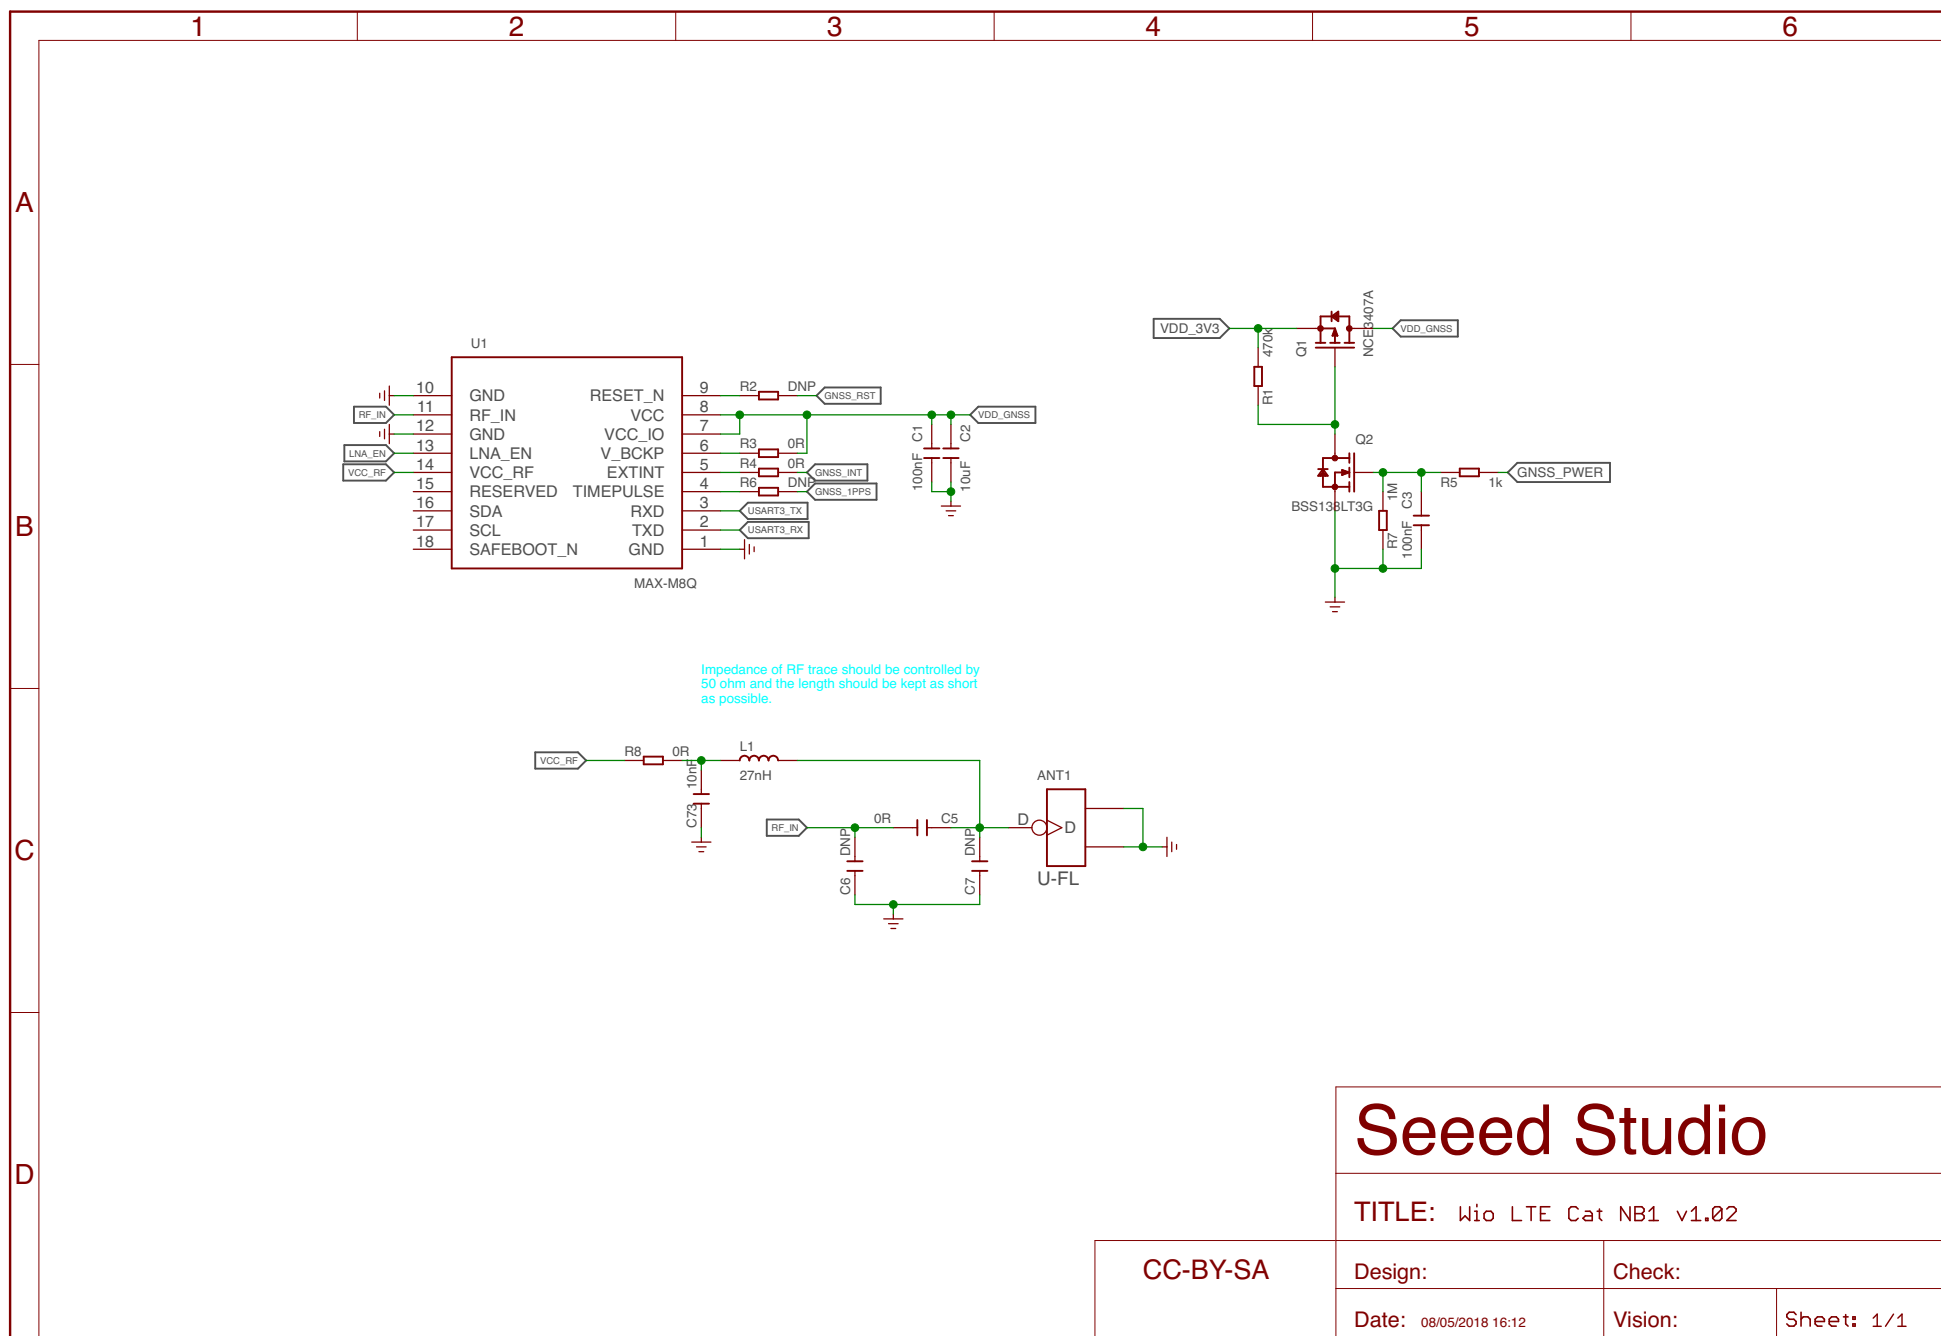 1 2 3 4 5 6
A
B
C
D
U1
10 GND
11 RF_IN
12 GND
13 LNA_EN
14 VCC_RF
15 RESERVED
16 SDA
17 SCL
18 SAFEBOOT_N
RESET_N 9
VCC 8
VCC_IO 7
V_BCKP 6
EXTINT 5
TIMEPULSE 4
RXD 3
TXD 2
GND 1
MAX-M8Q
RF_IN
LNA_EN
VCC_RF
R2 DNP GNSS_RST
R3 0R
R4 0R GNSS_INT
R6 DNP GNSS_1PPS
USART3_TX
USART3_RX
C1 100nF
C2 10uF
VDD_GNSS
VDD_3V3
470k
R1
Q1
NCE3407A
VDD_GNSS
Q2
BSS138LT3G
1M
R7
C3
100nF
R5 1k
GNSS_PWER
Impedance of RF trace should be controlled by
50 ohm and the length should be kept as short
as possible.
VCC_RF
R8 0R
10nF
C73
L1
27nH
RF_IN
0R C5
DNP
C6
DNP
C7
ANT1
D D
U-FL
Seeed Studio
TITLE: Wio LTE Cat NB1 v1.02
CC-BY-SA
Design: Check:
Date: 08/05/2018 16:12 Vision: Sheet: 1/1